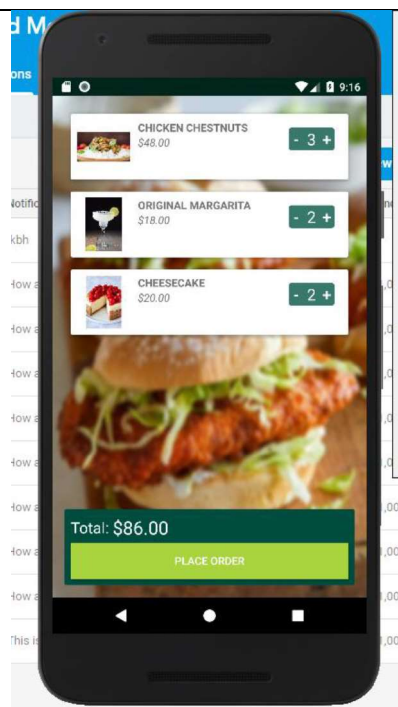 d M
ons
9:16
CHICKEN CHESTNUTS
$48.00
- 3 +
ew
ORIGINAL MARGARITA
$18.00
- 2 +
Notific
kbh
CHEESECAKE
$20.00
- 2 +
How a
How a
How a
How a
How a
How a
How a
How a
This is
Total: $86.00
PLACE ORDER